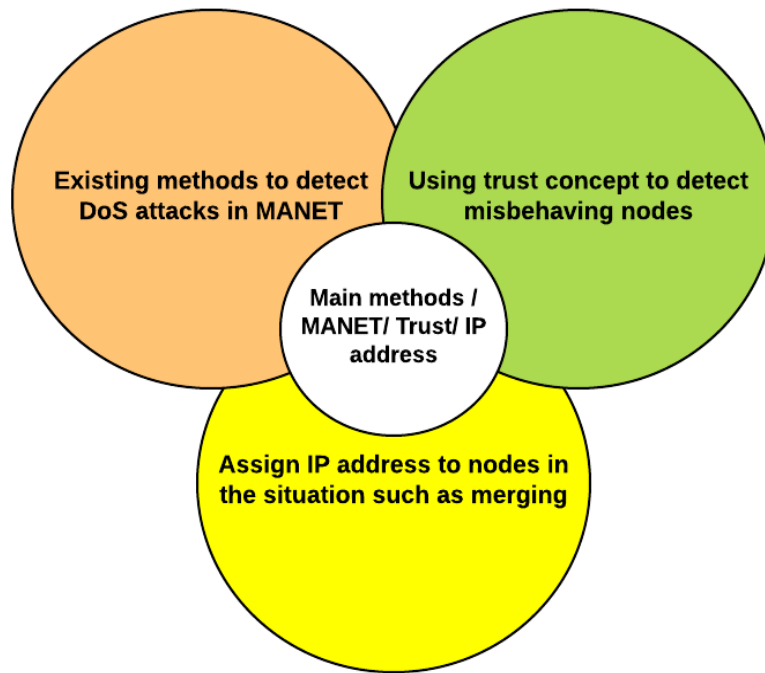 Existing methods to detect
DoS attacks in MANET
Using trust concept to detect
misbehaving nodes
Main methods /
MANET/ Trust/ IP
address
Assign IP address to nodes in
the situation such as merging